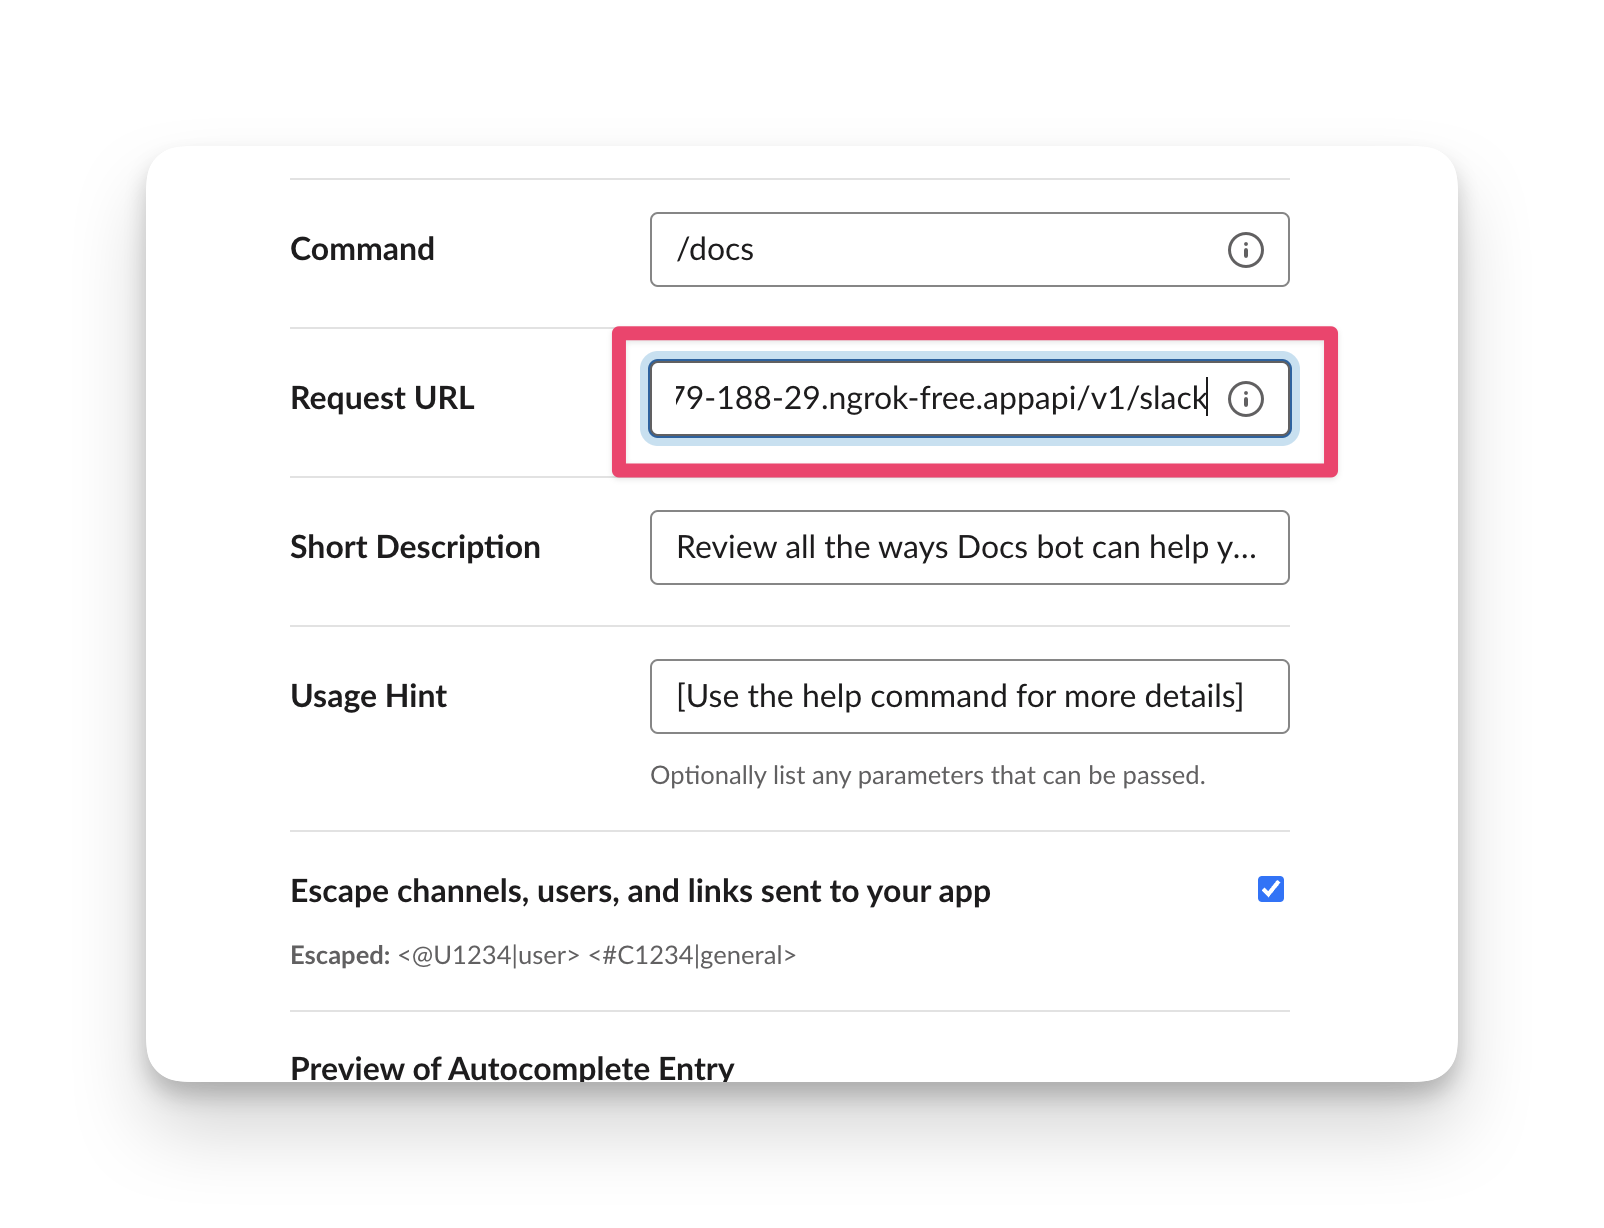 Command
/docs
Request URL
79-188-29.ngrok-free.appapi/v1/slack
Short Description
Review all the ways Docs bot can help y...
Usage Hint
[Use the help command for more details]
Optionally list any parameters that can be passed.
Escape channels, users, and links sent to your app
Escaped: <@U1234|user> <#C1234|general>
Preview of Autocomplete Entry